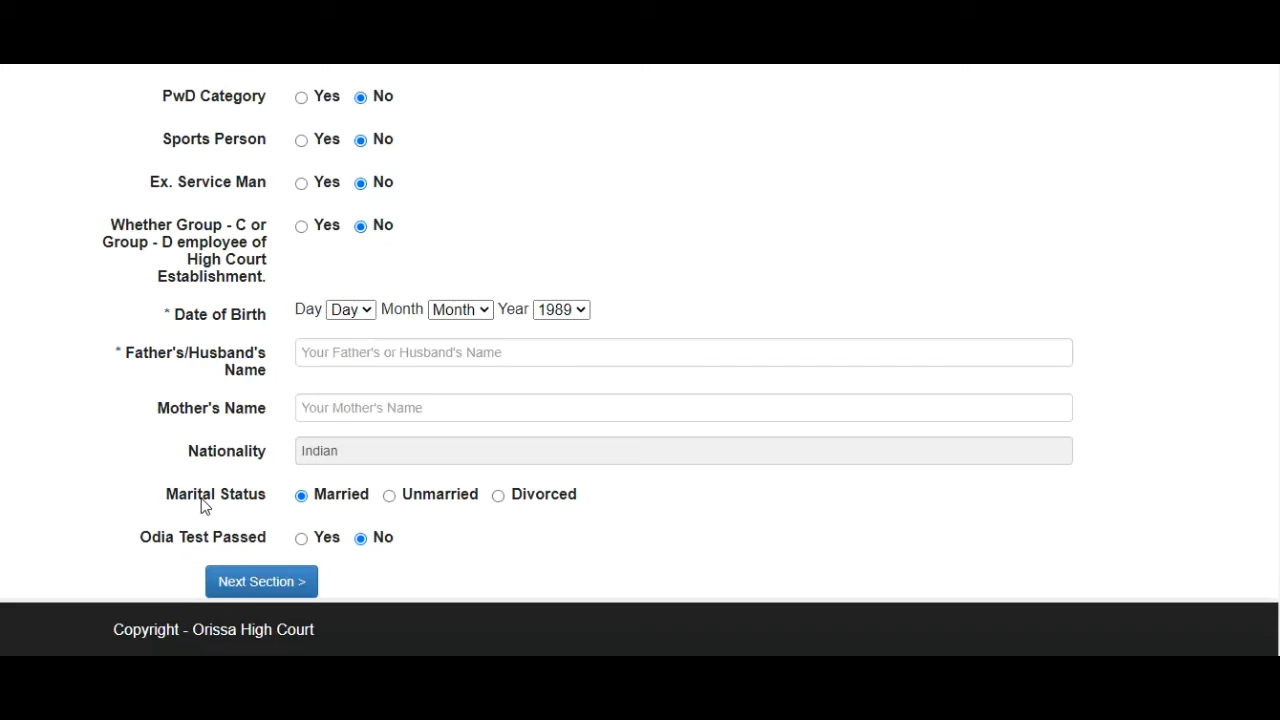 PwD Category Yes No
Sports Person Yes No
Ex. Service Man Yes No
Whether Group - C or Yes No
Group - D employee of
High Court
Establishment.
* Date of Birth Day Day Month Month Year 1989
* Father's/Husband's Your Father's or Husband's Name
Name
Mother's Name Your Mother's Name
Nationality Indian
Marital Status Married Unmarried Divorced
Odia Test Passed Yes No
Next Section >
Copyright - Orissa High Court